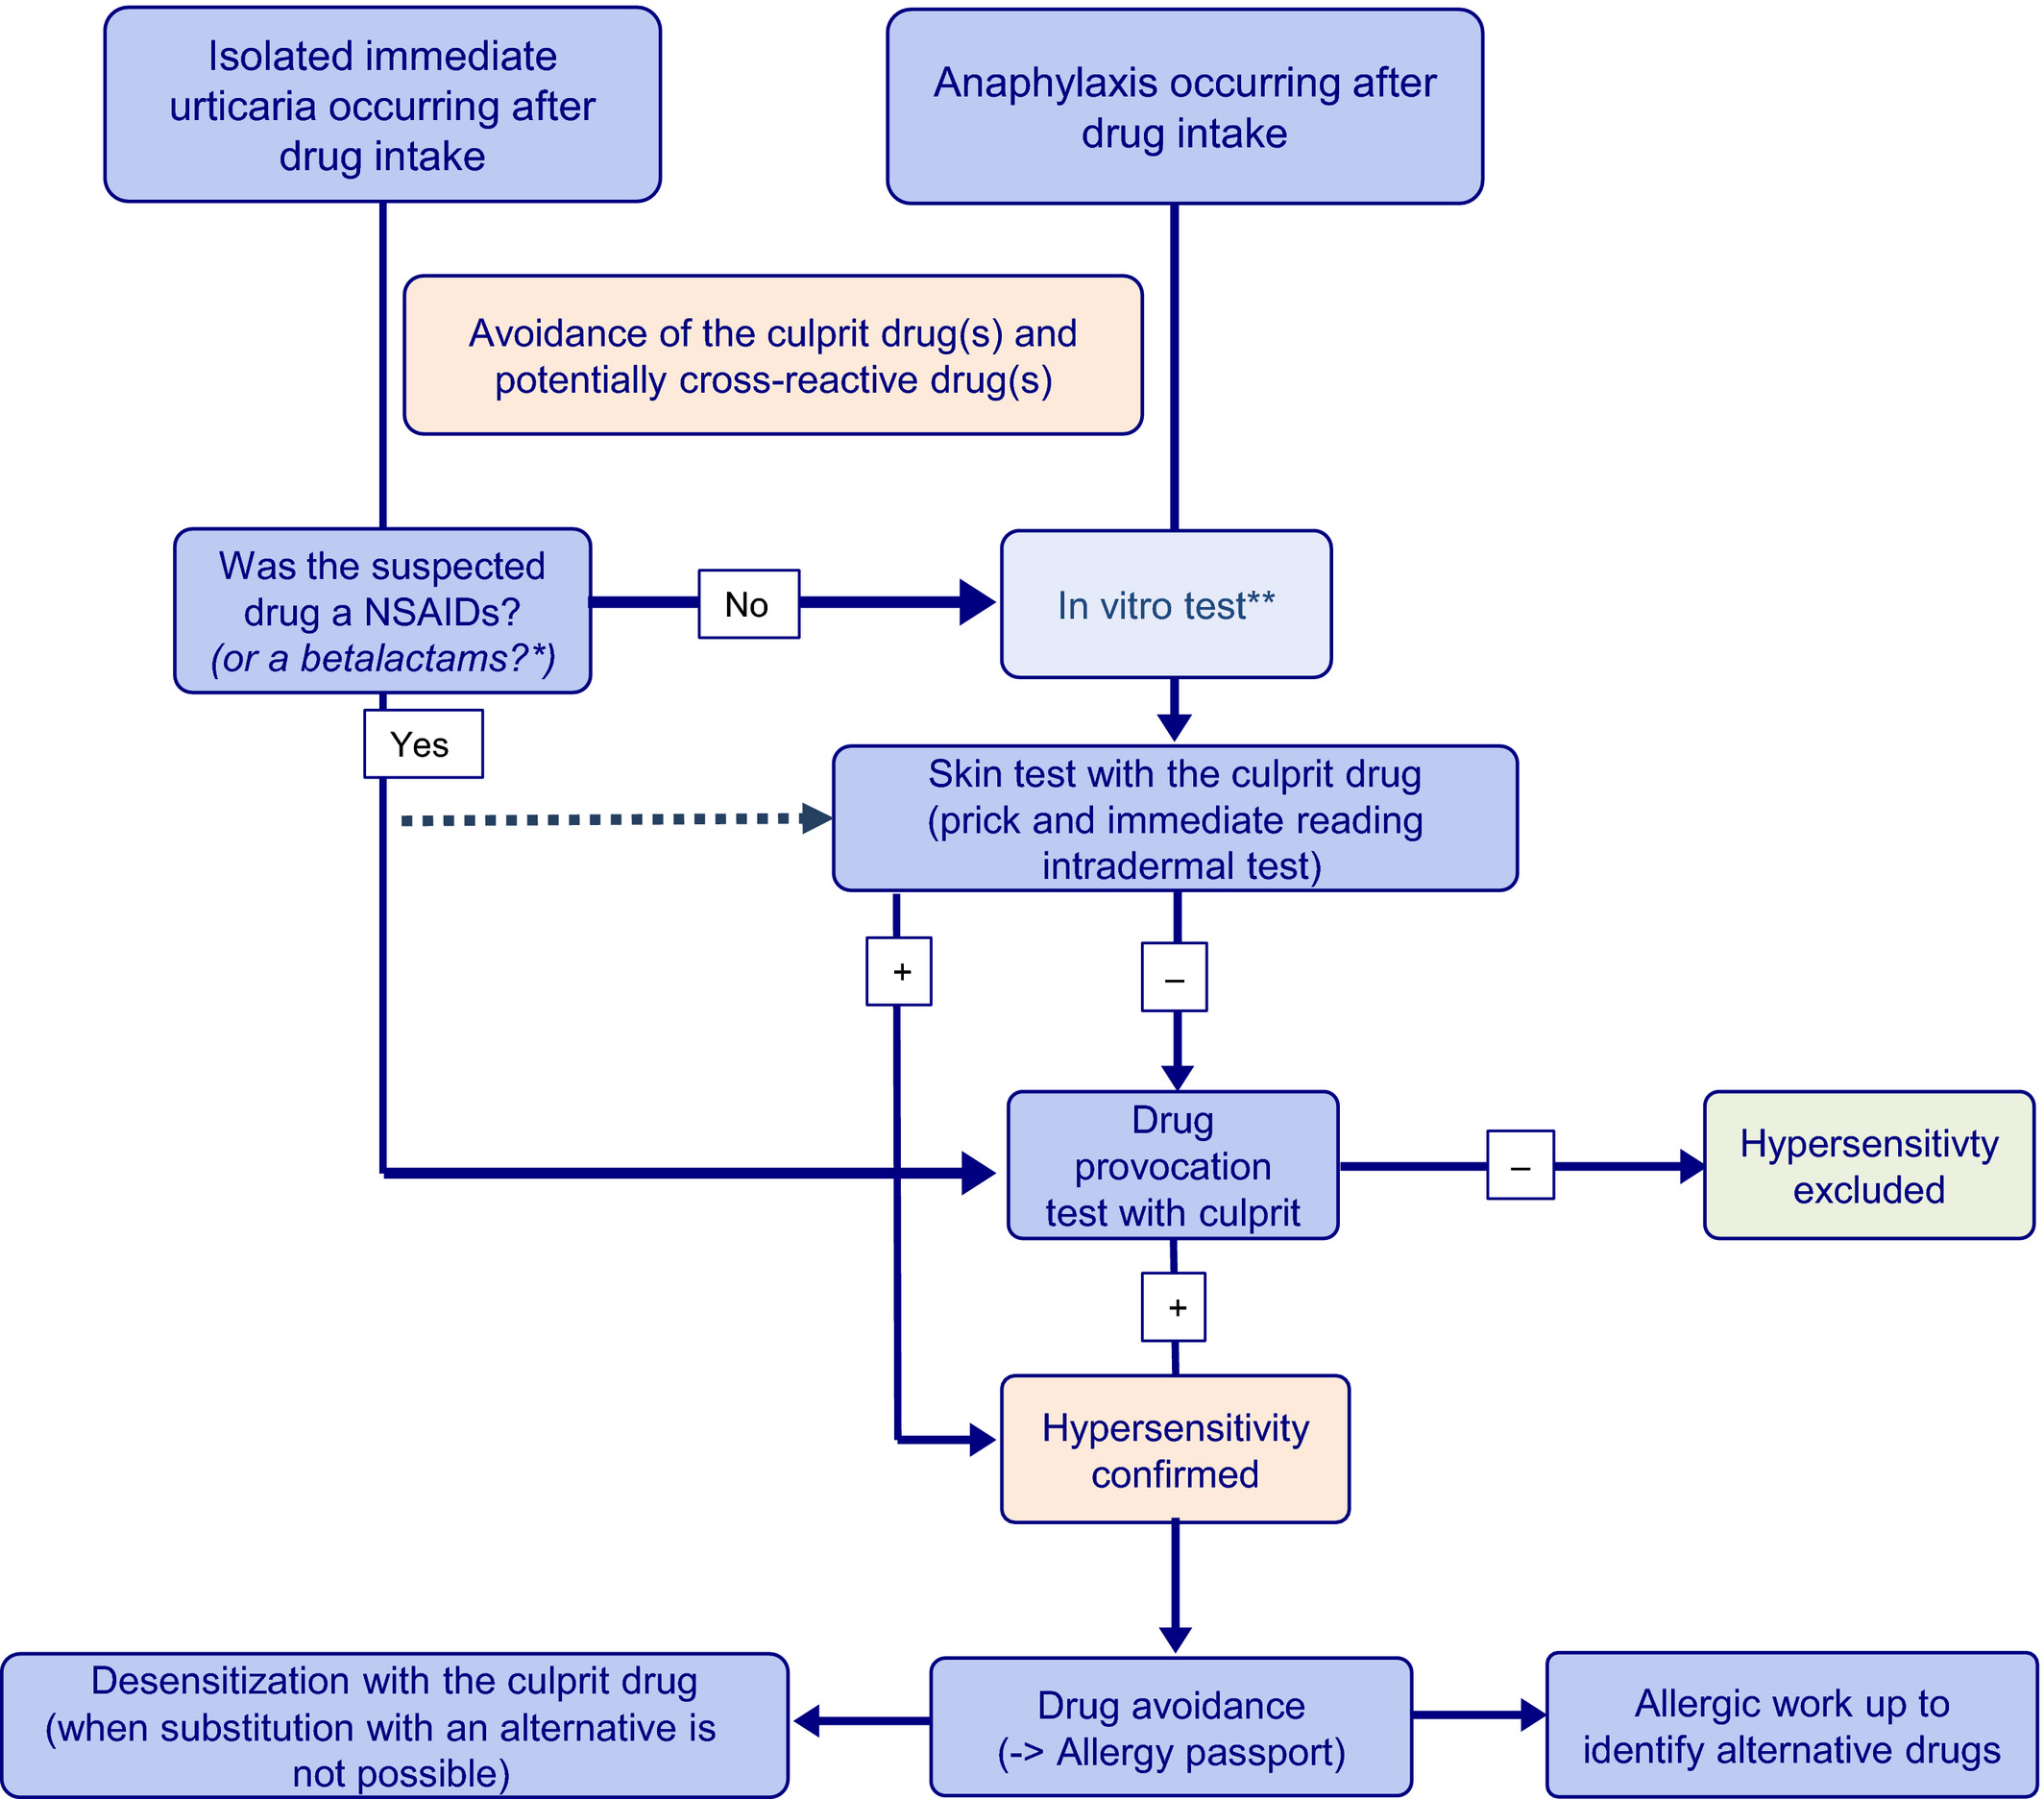 Isolated immediate
urticaria occurring after
drug intake
Anaphylaxis occurring after
drug intake
Avoidance of the culprit drug(s) and
potentially cross-reactive drug(s)
Was the suspected
drug a NSAIDs?
(or a betalactams?*)
No
In vitro test**
Yes
Skin test with the culprit drug
(prick and immediate reading
intradermal test)
+
–
Drug
provocation
test with culprit
–
Hypersensitivty
excluded
+
Hypersensitivity
confirmed
Desensitization with the culprit drug
(when substitution with an alternative is
not possible)
Drug avoidance
(-> Allergy passport)
Allergic work up to
identify alternative drugs